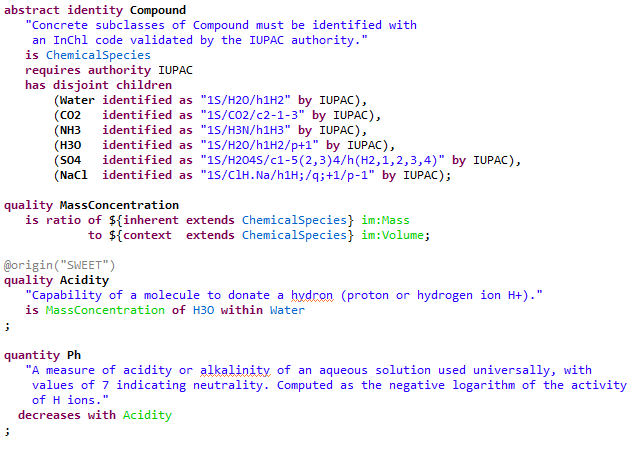 abstract identity Compound
"Concrete subclasses of Compound must be identified with
an InChl code validated by the IUPAC authority."
is ChemicalSpecies
requires authority IUPAC
has disjoint children
(Water identified as "1S/H2O/h1H2" by IUPAC),
(CO2 identified as "1S/CO2/c2-1-3" by IUPAC),
(NH3 identified as "1S/H3N/h1H3" by IUPAC),
(H3O identified as "1S/H2O/h1H2/p+1" by IUPAC),
(SO4 identified as "1S/H2O4S/c1-5(2,3)4/h(H2,1,2,3,4)" by IUPAC),
(NaCl identified as "1S/ClH.Na/h1H;/q;+1/p-1" by IUPAC);
quality MassConcentration
is ratio of ${inherent extends ChemicalSpecies} im:Mass
to ${context extends ChemicalSpecies} im:Volume;
@origin("SWEET")
quality Acidity
"Capability of a molecule to donate a hydron (proton or hydrogen ion H+)."
is MassConcentration of H3O within Water
;
quantity Ph
"A measure of acidity or alkalinity of an aqueous solution used universally, with
values of 7 indicating neutrality. Computed as the negative logarithm of the activity
of H ions."
decreases with Acidity
;